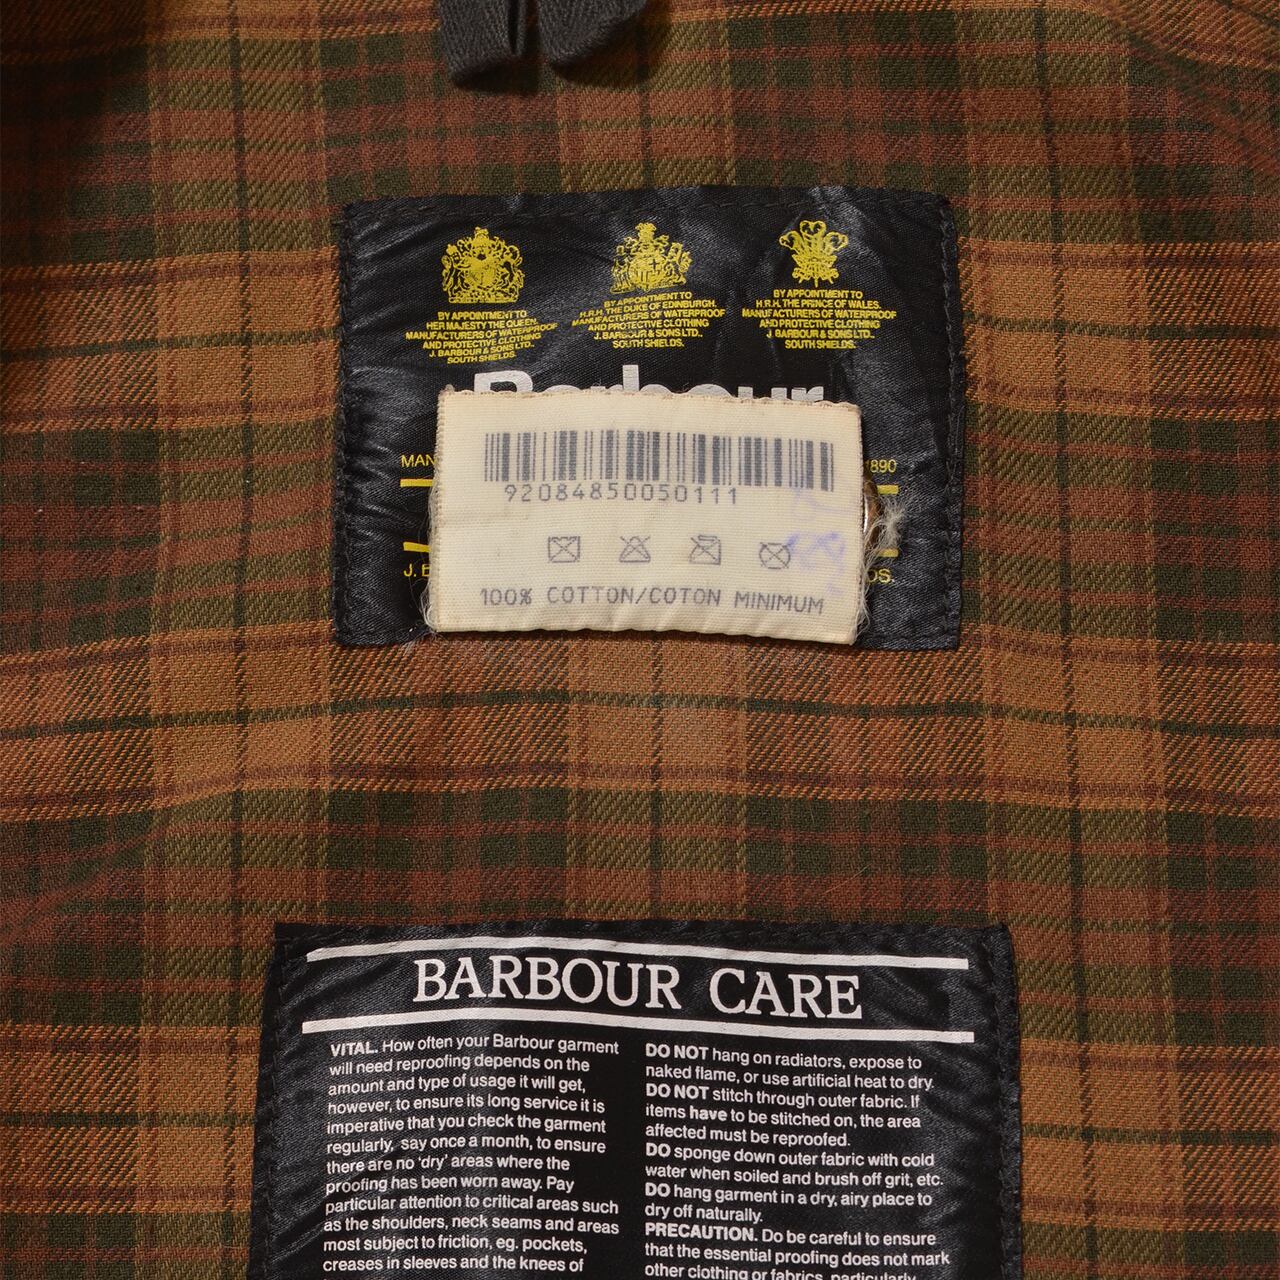 BY APPOINTMENT TO
HER MAJESTY THE QUEEN,
MANUFACTURERS OF WATERPROOF
AND PROTECTIVE CLOTHING
J. BARBOUR & SONS LTD.,
SOUTH SHIELDS.
BY APPOINTMENT TO
H.R.H. THE DUKE OF EDINBURGH.
MANUFACTURERS OF WATERPROOF
AND PROTECTIVE CLOTHING
J. BARBOUR & SONS LTD.,
SOUTH SHIELDS.
BY APPOINTMENT TO
H.R.H. THE PRINCE OF WALES.
MANUFACTURERS OF WATERPROOF
AND PROTECTIVE CLOTHING
J. BARBOUR & SONS LTD.,
SOUTH SHIELDS.
Barbour
1890
92084850050111
100% COTTON/COTON MINIMUM
BARBOUR CARE
VITAL. How often your Barbour garment
will need reproofing depends on the
amount and type of usage it will get,
however, to ensure its long service it is
imperative that you check the garment
regularly, say once a month, to ensure
there are no 'dry' areas where the
proofing has been worn away. Pay
particular attention to critical areas such
as the shoulders, neck seams and areas
most subject to friction, eg. pockets,
creases in sleeves and the knees of
DO NOT hang on radiators, expose to
naked flame, or use artificial heat to dry.
DO NOT stitch through outer fabric. If
items have to be stitched on, the area
affected must be reproofed.
DO sponge down outer fabric with cold
water when soiled and brush off grit, etc.
DO hang garment in a dry, airy place to
dry off naturally.
PRECAUTION. Do be careful to ensure
that the essential proofing does not mark
other clothing or fabrics, particularly